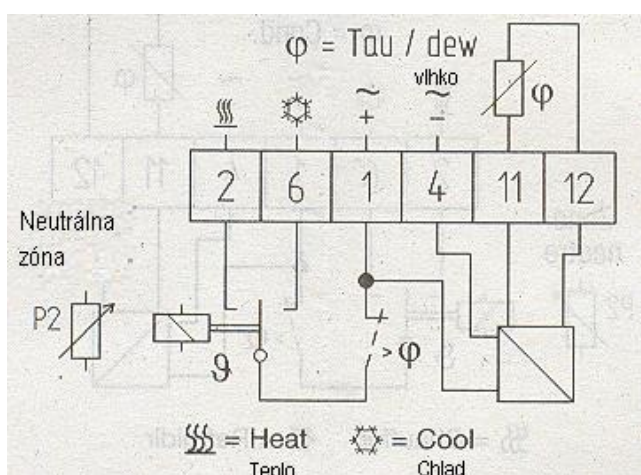 φ = Tau / dew
vlhko
~ ~
+ −
φ
2 6 1 4 11 12
Neutrálna
zóna
P2
ϑ
> φ
= Heat = Cool
Teplo Chlad